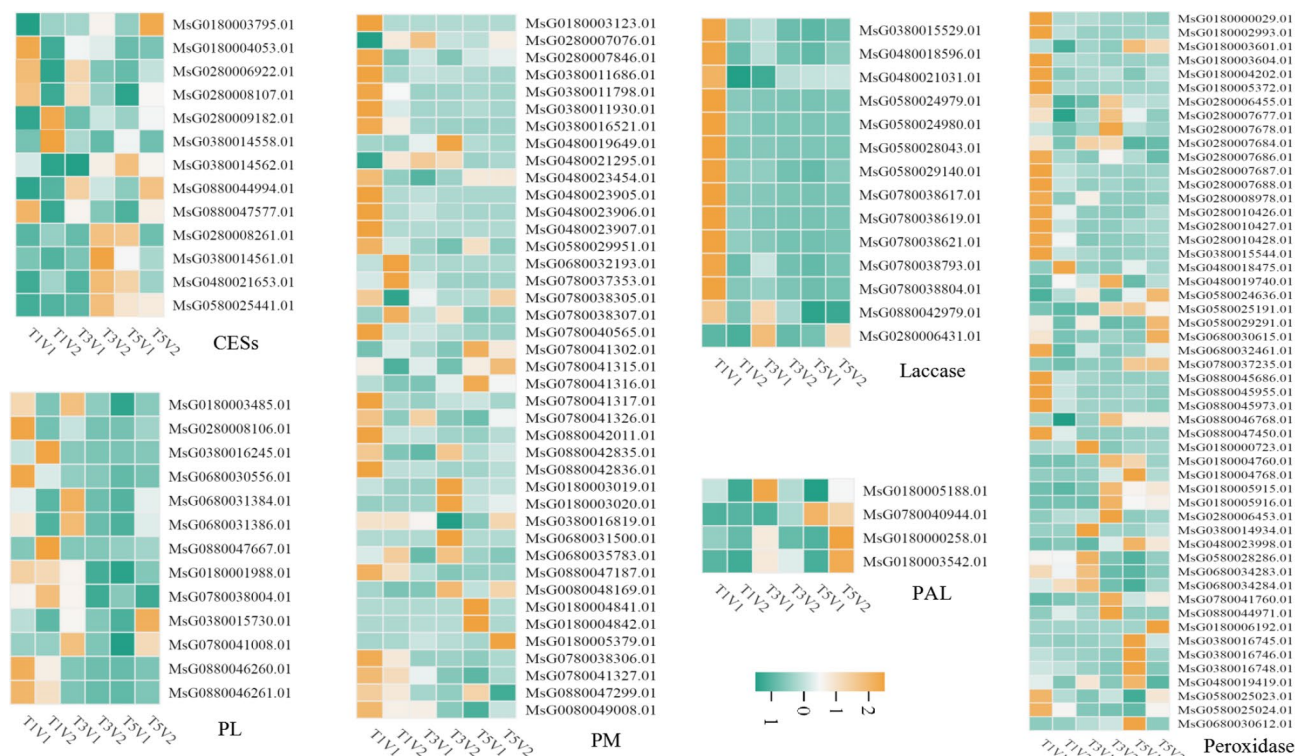 MsG0180003795.01
MsG0180004053.01
MsG0280006922.01
MsG0280008107.01
MsG0280009182.01
MsG0380014558.01
MsG0380014562.01
MsG0880044994.01
MsG0880047577.01
MsG0280008261.01
MsG0380014561.01
MsG0480021653.01
MsG0580025441.01
T1V1 T1V2 T3V1 T3V2 T5V1 T5V2
CESs
MsG0180003485.01
MsG0280008106.01
MsG0380016245.01
MsG0680030556.01
MsG0680031384.01
MsG0680031386.01
MsG0880047667.01
MsG0180001988.01
MsG0780038004.01
MsG0380015730.01
MsG0780041008.01
MsG0880046260.01
MsG0880046261.01
T1V1 T1V2 T3V1 T3V2 T5V1 T5V2
PL
MsG0180003123.01
MsG0280007076.01
MsG0280007846.01
MsG0380011686.01
MsG0380011798.01
MsG0380011930.01
MsG0380016521.01
MsG0480019649.01
MsG0480021295.01
MsG0480023454.01
MsG0480023905.01
MsG0480023906.01
MsG0480023907.01
MsG0580029951.01
MsG0680032193.01
MsG0780037353.01
MsG0780038305.01
MsG0780038307.01
MsG0780040565.01
MsG0780041302.01
MsG0780041315.01
MsG0780041316.01
MsG0780041317.01
MsG0780041326.01
MsG0880042011.01
MsG0880042835.01
MsG0880042836.01
MsG0180003019.01
MsG0180003020.01
MsG0380016819.01
MsG0680031500.01
MsG0680035783.01
MsG0880047187.01
MsG0080048169.01
MsG0180004841.01
MsG0180004842.01
MsG0180005379.01
MsG0780038306.01
MsG0780041327.01
MsG0880047299.01
MsG0080049008.01
T1V1 T1V2 T3V1 T3V2 T5V1 T5V2
PM
MsG0380015529.01
MsG0480018596.01
MsG0480021031.01
MsG0580024979.01
MsG0580024980.01
MsG0580028043.01
MsG0580029140.01
MsG0780038617.01
MsG0780038619.01
MsG0780038621.01
MsG0780038793.01
MsG0780038804.01
MsG0880042979.01
MsG0280006431.01
T1V1 T1V2 T3V1 T3V2 T5V1 T5V2
Laccase
MsG0180005188.01
MsG0780040944.01
MsG0180000258.01
MsG0180003542.01
T1V1 T1V2 T3V1 T3V2 T5V1 T5V2
PAL
1 0 1 2
MsG0180000029.01
MsG0180002993.01
MsG0180003601.01
MsG0180003604.01
MsG0180004202.01
MsG0180005372.01
MsG0280006455.01
MsG0280007677.01
MsG0280007678.01
MsG0280007684.01
MsG0280007686.01
MsG0280007687.01
MsG0280007688.01
MsG0280008978.01
MsG0280010426.01
MsG0280010427.01
MsG0280010428.01
MsG0380015544.01
MsG0480018475.01
MsG0480019740.01
MsG0580024636.01
MsG0580025191.01
MsG0580029291.01
MsG0680030615.01
MsG0680032461.01
MsG0780037235.01
MsG0880045686.01
MsG0880045955.01
MsG0880045973.01
MsG0880046768.01
MsG0880047450.01
MsG0180000723.01
MsG0180004760.01
MsG0180004768.01
MsG0180005915.01
MsG0180005916.01
MsG0280006453.01
MsG0380014934.01
MsG0480023998.01
MsG0580028286.01
MsG0680034283.01
MsG0680034284.01
MsG0780041760.01
MsG0880044971.01
MsG0180006192.01
MsG0380016745.01
MsG0380016746.01
MsG0380016748.01
MsG0480019419.01
MsG0580025023.01
MsG0580025024.01
MsG0680030612.01
T1V1 T1V2 T3V1 T3V2 T5V1 T5V2
Peroxidase